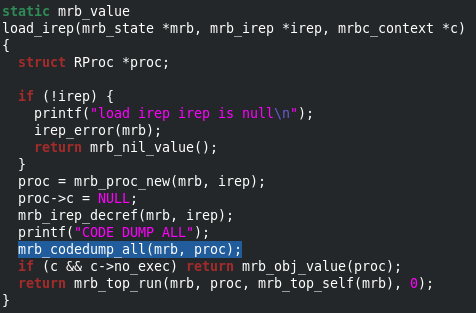 static mrb_value
load_irep(mrb_state *mrb, mrb_irep *irep, mrbc_context *c)
{
  struct RProc *proc;

  if (!irep) {
    printf("load irep irep is null\n");
    irep_error(mrb);
    return mrb_nil_value();
  }
  proc = mrb_proc_new(mrb, irep);
  proc->c = NULL;
  mrb_irep_decref(mrb, irep);
  printf("CODE DUMP ALL");
  mrb_codedump_all(mrb, proc);
  if (c && c->no_exec) return mrb_obj_value(proc);
  return mrb_top_run(mrb, proc, mrb_top_self(mrb), 0);
}